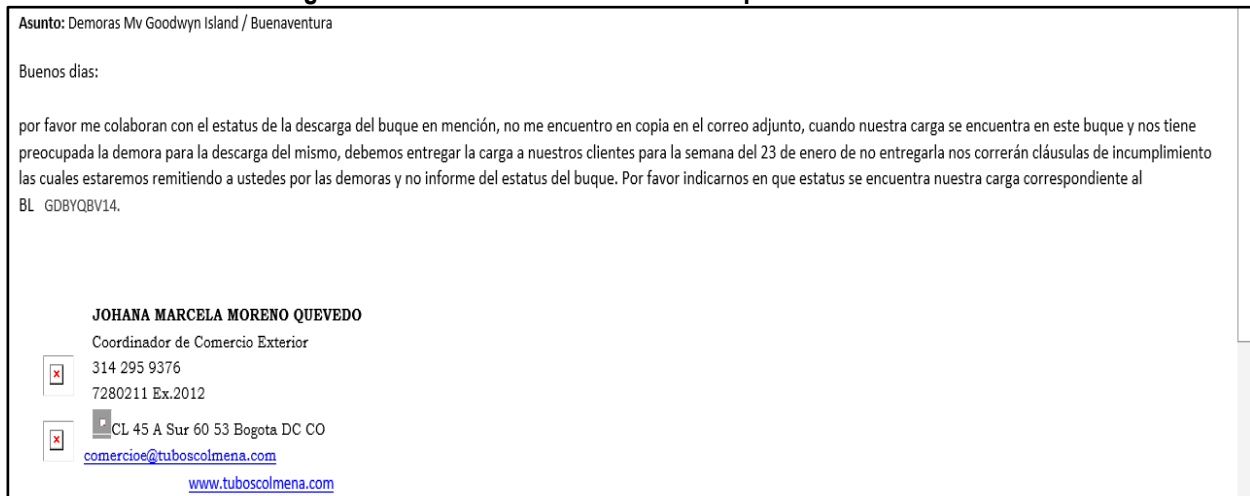 Asunto: Demoras Mv Goodwyn Island / Buenaventura
Buenos dias:
por favor me colaboran con el estatus de la descarga del buque en mención, no me encuentro en copia en el correo adjunto, cuando nuestra carga se encuentra en este buque y nos tiene
preocupada la demora para la descarga del mismo, debemos entregar la carga a nuestros clientes para la semana del 23 de enero de no entregarla nos correrán cláusulas de incumplimiento
las cuales estaremos remitiendo a ustedes por las demoras y no informe del estatus del buque. Por favor indicarnos en que estatus se encuentra nuestra carga correspondiente al
BL GDBYQBV14.
JOHANA MARCELA MORENO QUEVEDO
Coordinador de Comercio Exterior
314 295 9376
7280211 Ex.2012
CL 45 A Sur 60 53 Bogota DC CO
comercioe@tuboscolmena.com
www.tuboscolmena.com